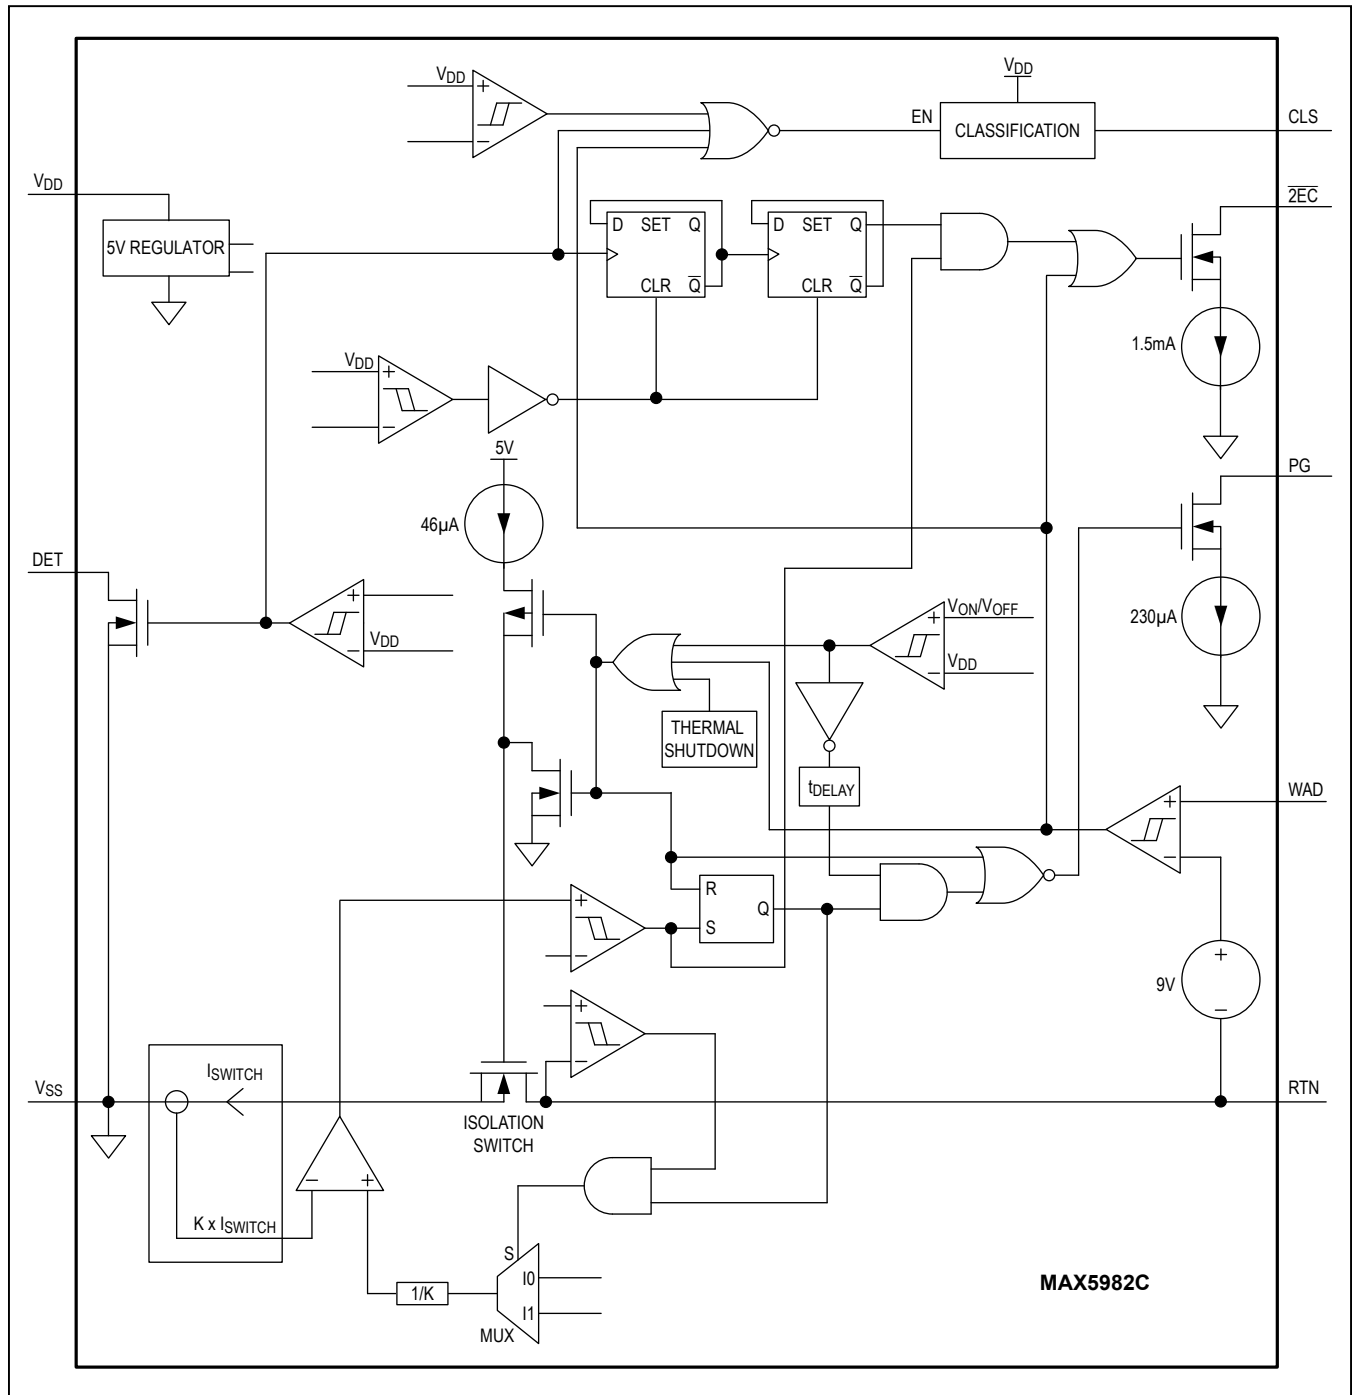 VDD
VDD
+
−
EN
CLASSIFICATION
CLS
VDD
5V REGULATOR
D SET Q
CLR Q̅
D SET Q
CLR Q̅
2̅E̅C̅
1.5mA
VDD
+
−
5V
46µA
PG
230µA
DET
+
VDD
−
VON/VOFF
+
−
VDD
THERMAL
SHUTDOWN
tDELAY
WAD
+
−
R
Q
S
+
−
9V
+
−
+
−
VSS
ISWITCH
ISOLATION
SWITCH
RTN
− +
K x ISWITCH
S
I0
1/K
I1
MUX
MAX5982C